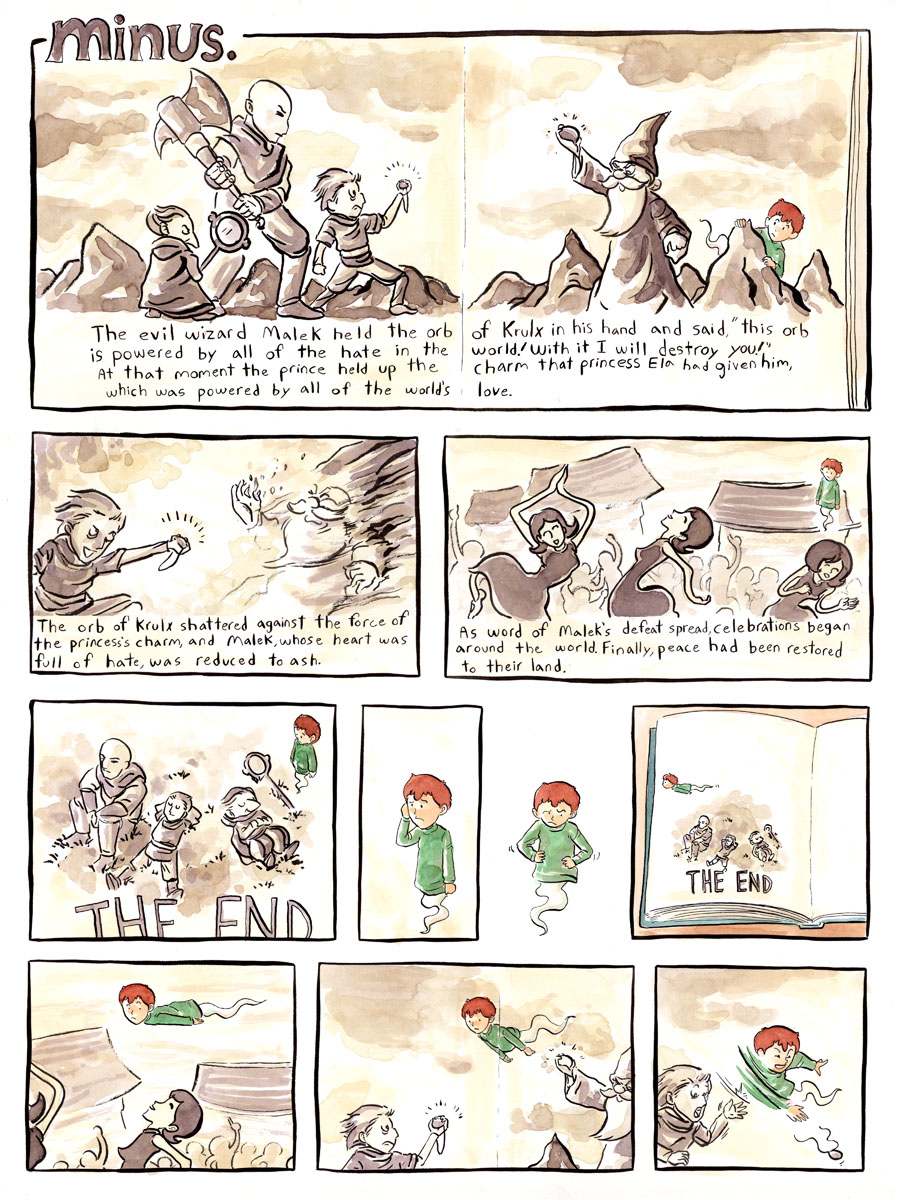 minus.
The evil wizard Malek held the orb
is powered by all of the hate in the
At that moment the prince held up the
which was powered by all of the world's
of Krulx in his hand and said, "this orb
world! With it I will destroy you!"
charm that princess Ela had given him,
love.
The orb of Krulx shattered against the force of
the princess's charm, and Malek, whose heart was
full of hate, was reduced to ash.
As word of Malek's defeat spread, celebrations began
around the world. Finally, peace had been restored
to their land.
THE END
THE END